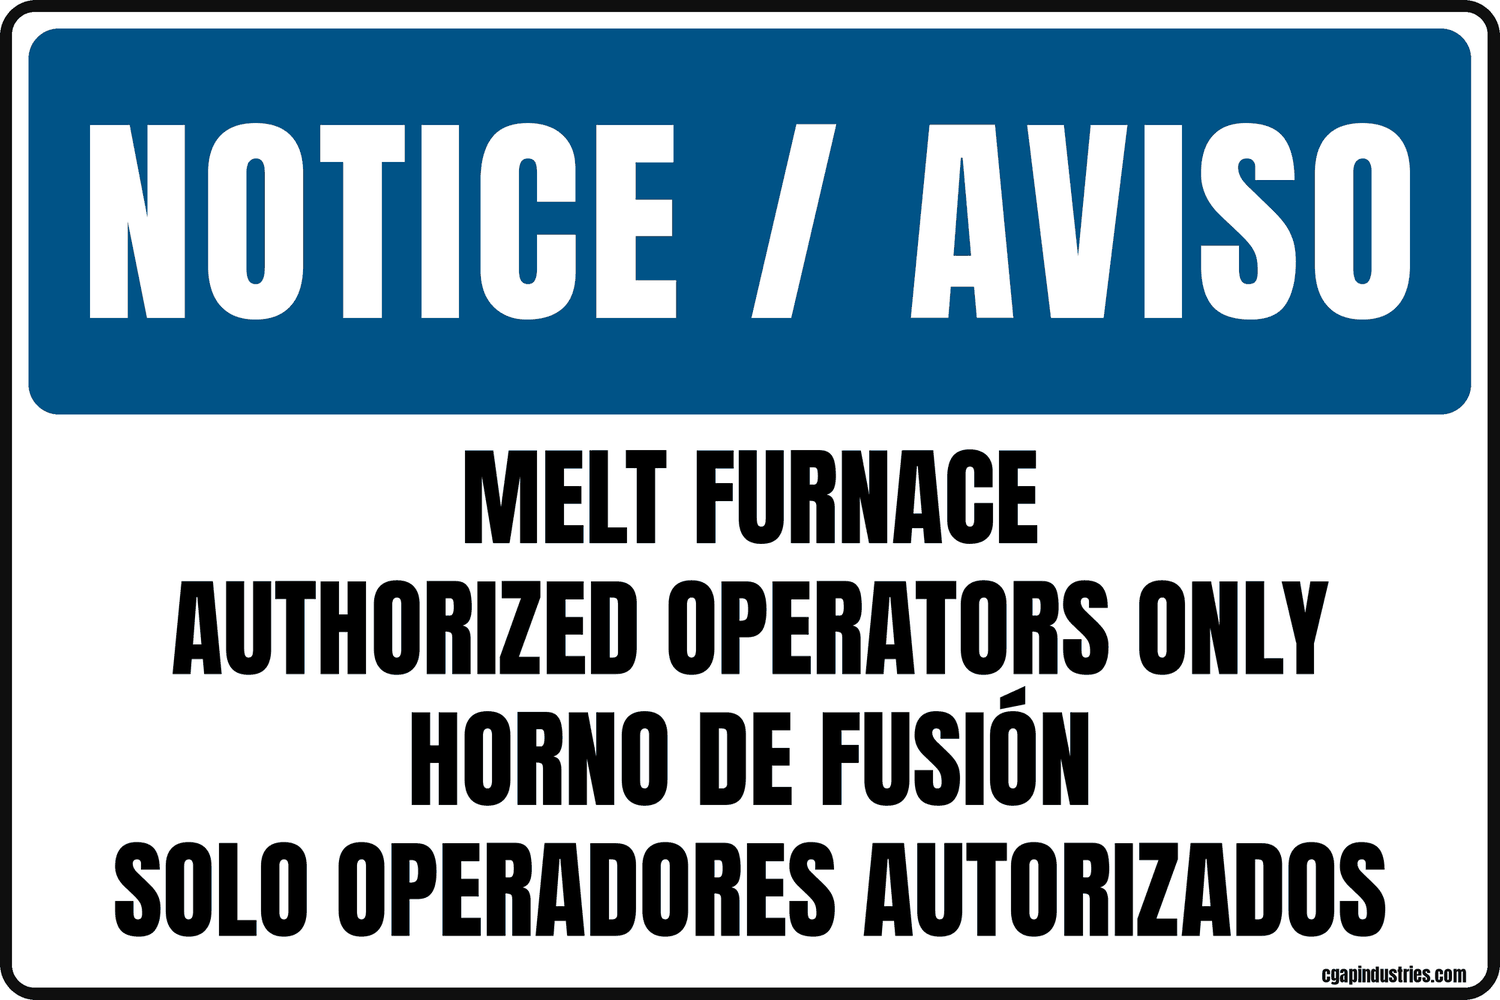 NOTICE / AVISO
MELT FURNACE
AUTHORIZED OPERATORS ONLY
HORNO DE FUSIÓN
SOLO OPERADORES AUTORIZADOS
cgapindustries.com